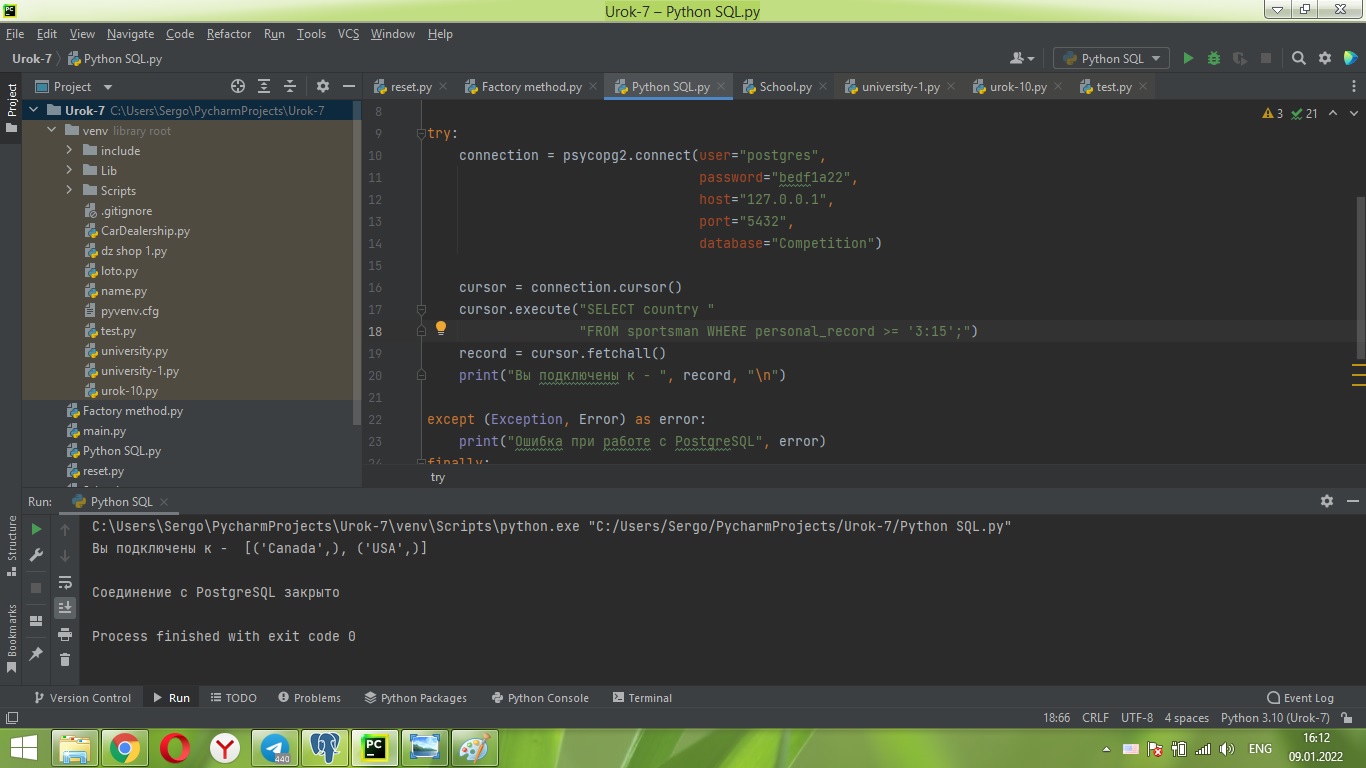 Urok-7 – Python SQL.py
File Edit View Navigate Code Refactor Run Tools VCS Window Help
Urok-7 Python SQL.py
Python SQL
Project
Project
reset.py Factory method.py Python SQL.py School.py university-1.py urok-10.py test.py
Urok-7 C:\Users\Sergo\PycharmProjects\Urok-7
venv library root
include
Lib
Scripts
.gitignore
CarDealership.py
dz shop 1.py
loto.py
name.py
pyvenv.cfg
test.py
university.py
university-1.py
urok-10.py
Factory method.py
main.py
Python SQL.py
reset.py
3 21
8
9 try:
10 connection = psycopg2.connect(user="postgres",
11 password="bedf1a22",
12 host="127.0.0.1",
13 port="5432",
14 database="Competition")
15
16 cursor = connection.cursor()
17 cursor.execute("SELECT country "
18 "FROM sportsman WHERE personal_record >= '3:15';")
19 record = cursor.fetchall()
20 print("Вы подключены к - ", record, "\n")
21
22 except (Exception, Error) as error:
23 print("Ошибка при работе с PostgreSQL", error)
24 finally:
try
Run: Python SQL
C:\Users\Sergo\PycharmProjects\Urok-7\venv\Scripts\python.exe "C:/Users/Sergo/PycharmProjects/Urok-7/Python SQL.py"
Вы подключены к -  [('Canada',), ('USA',)]
Соединение с PostgreSQL закрыто
Process finished with exit code 0
Structure
Bookmarks
Version Control Run TODO Problems Python Packages Python Console Terminal Event Log
18:66 CRLF UTF-8 4 spaces Python 3.10 (Urok-7)
PC
440
ENG
16:12
09.01.2022